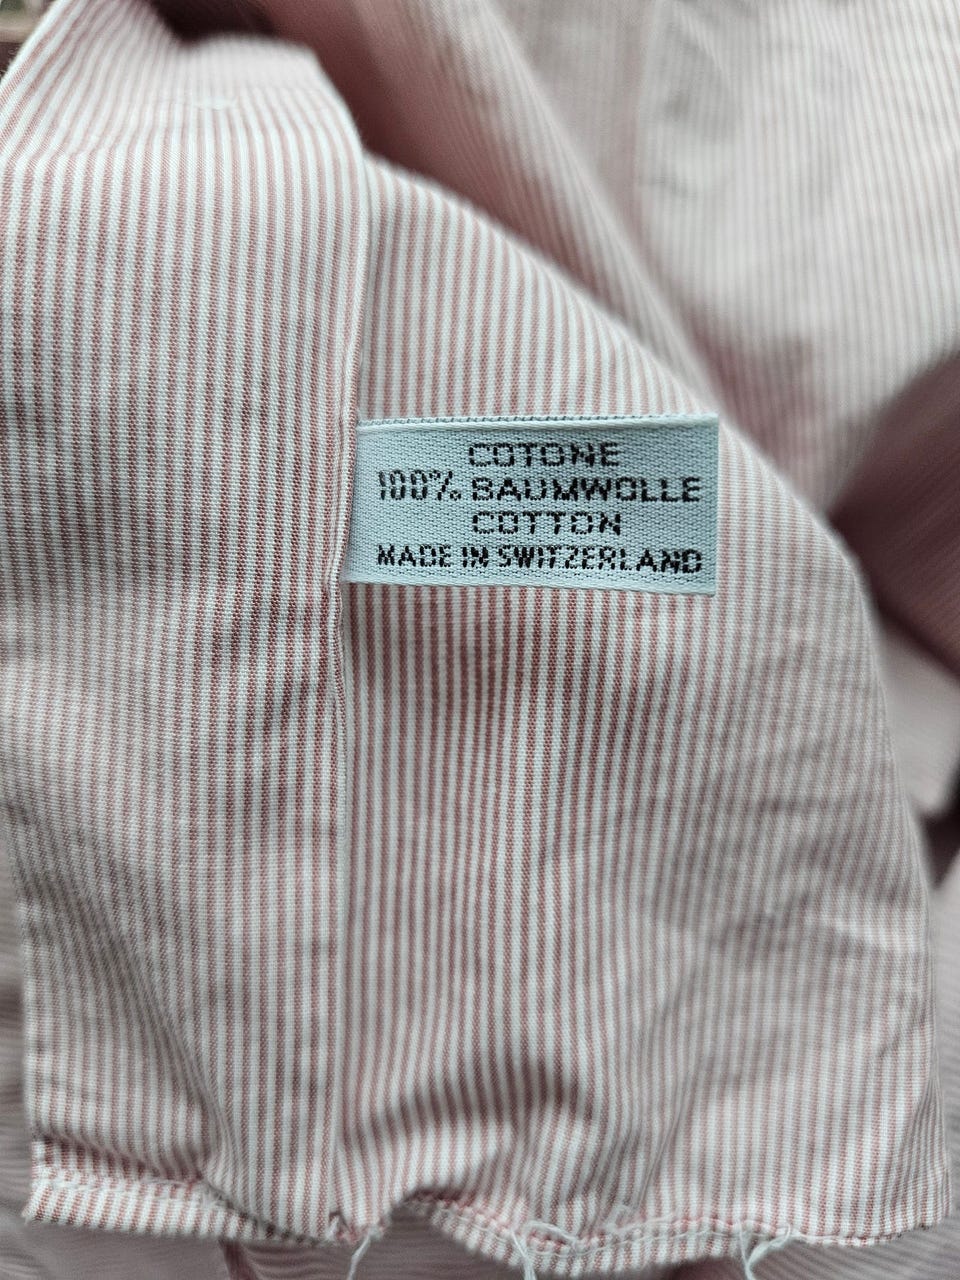 COTONE
100% BAUMWOLLE
COTTON
MADE IN SWITZERLAND